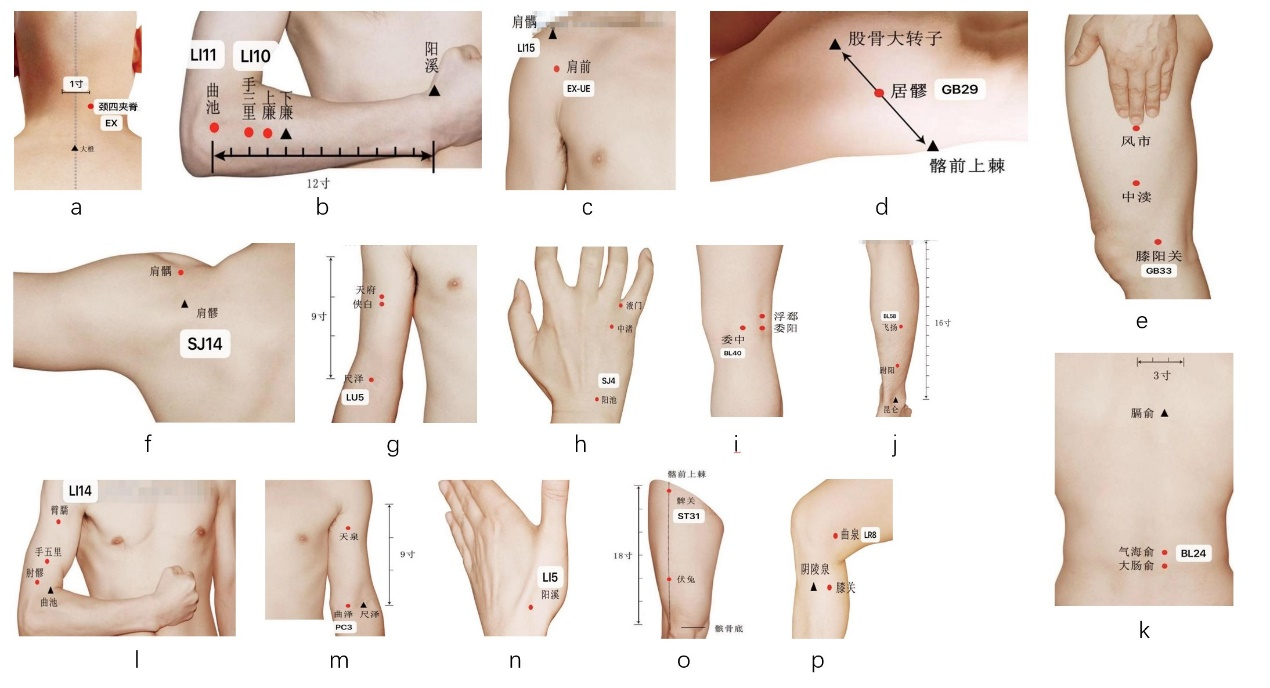 1寸
颈四夹脊
EX
大椎
a
LI11
LI10
曲池
手三里
上廉
下廉
阳溪
12寸
b
肩髃
LI15
肩前
EX-UE
c
股骨大转子
居髎
GB29
髂前上棘
d
风市
中渎
膝阳关
GB33
e
肩髃
肩髎
SJ14
f
天府
侠白
9寸
尺泽
LU5
g
液门
中渚
SJ4
阳池
h
浮郄
委阳
委中
BL40
i
BL58
飞扬
16寸
跗阳
昆仑
j
3寸
膈俞
气海俞
BL24
大肠俞
k
LI14
臂臑
手五里
肘髎
曲池
l
天泉
9寸
曲泽
尺泽
PC3
m
LI5
阳溪
n
髂前上棘
髀关
ST31
18寸
伏兔
髌骨底
o
曲泉
LR8
阴陵泉
膝关
p